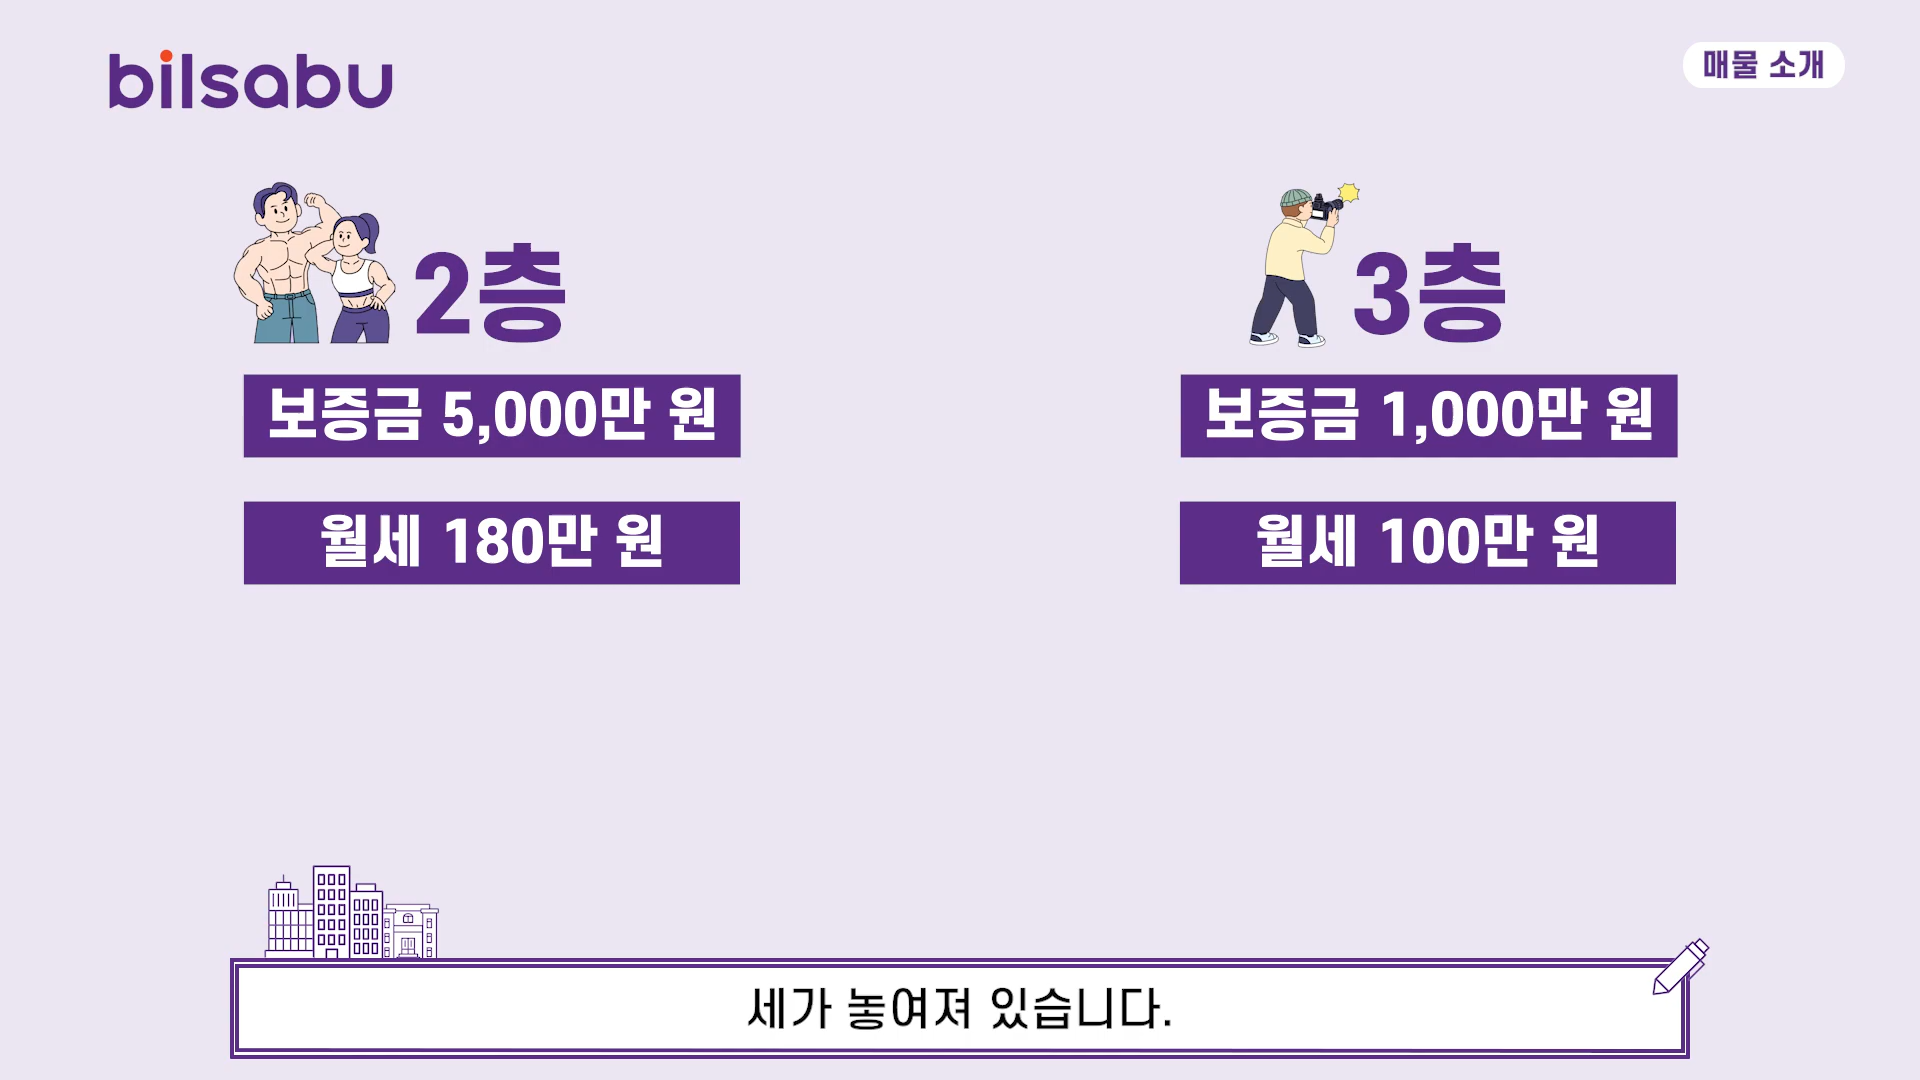 bilsabu
매물 소개
2층
보증금 5,000만 원
월세 180만 원
3층
보증금 1,000만 원
월세 100만 원
세가 놓여져 있습니다.